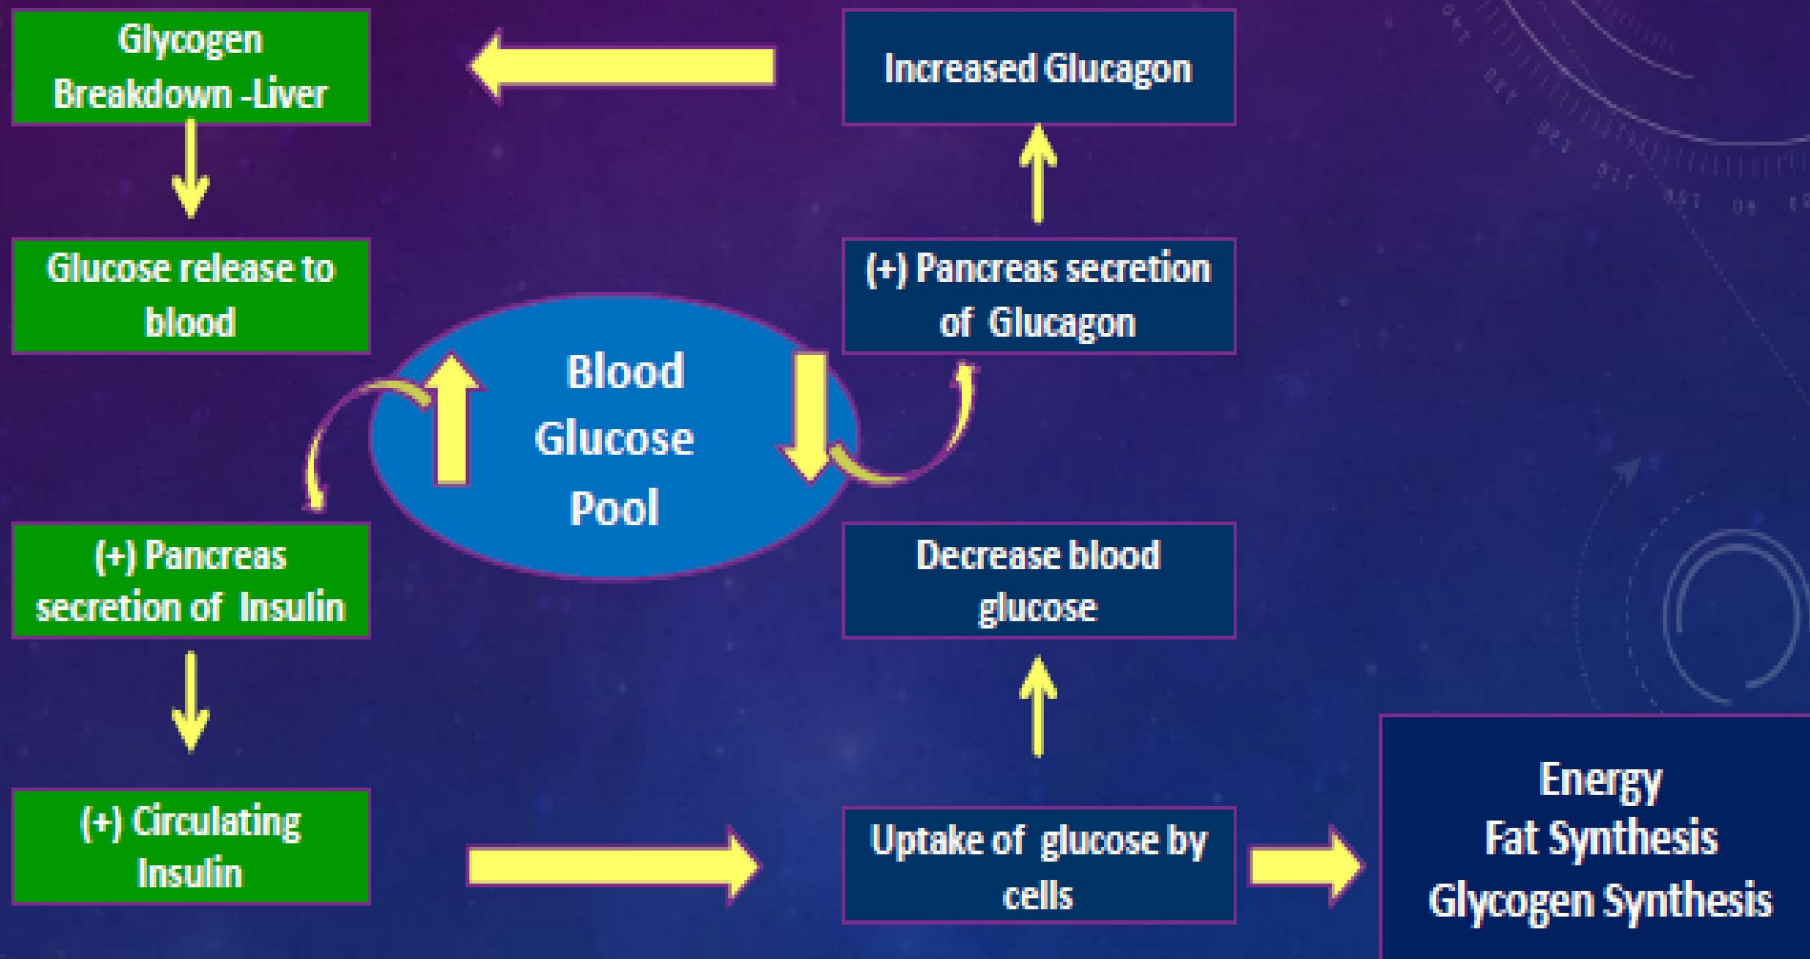 Glycogen
Breakdown -Liver
Increased Glucagon
Glucose release to
blood
(+) Pancreas secretion
of Glucagon
Blood
Glucose
Pool
(+) Pancreas
secretion of Insulin
Decrease blood
glucose
(+) Circulating
Insulin
Uptake of glucose by
cells
Energy
Fat Synthesis
Glycogen Synthesis